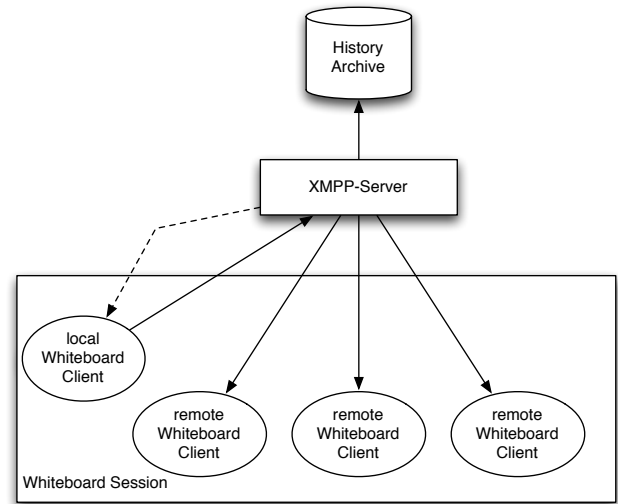 History
Archive
XMPP-Server
local
Whiteboard
Client
remote
Whiteboard
Client
remote
Whiteboard
Client
remote
Whiteboard
Client
Whiteboard Session